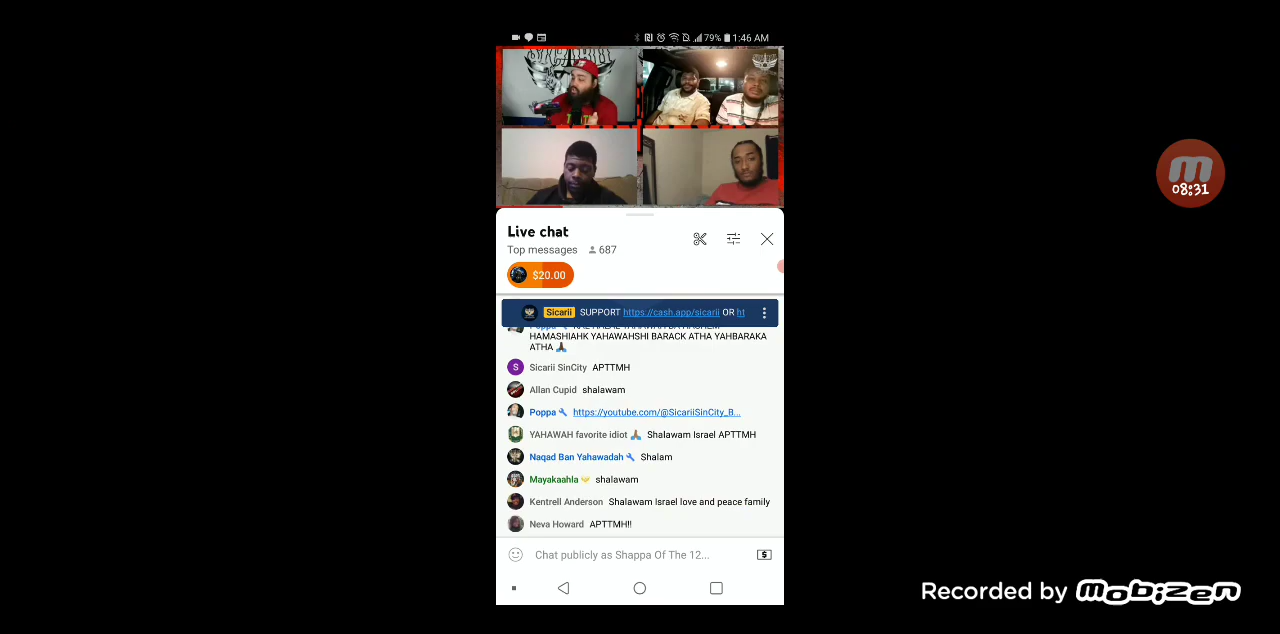 79% 1:46 AM
SICARII
08:31
Live chat
Top messages 687
$20.00
Sicarii SUPPORT https://cash.app/sicarii OR ht
Poppa
HAMASHIAHK YAHAWAHSHI BARACK ATHA YAHBARAKA
ATHA 🙏🏾
S Sicarii SinCity APTTMH
Allan Cupid shalawam
Poppa https://youtube.com/@SicariiSinCity_B...
YAHAWAH favorite idiot 🙏🏽 Shalawam Israel APTTMH
Naqad Ban Yahawadah Shalam
Mayakaahla 💛 shalawam
Kentrell Anderson Shalawam Israel love and peace family
Neva Howard APTTMH!!
Chat publicly as Shappa Of The 12...
Recorded by mobizen